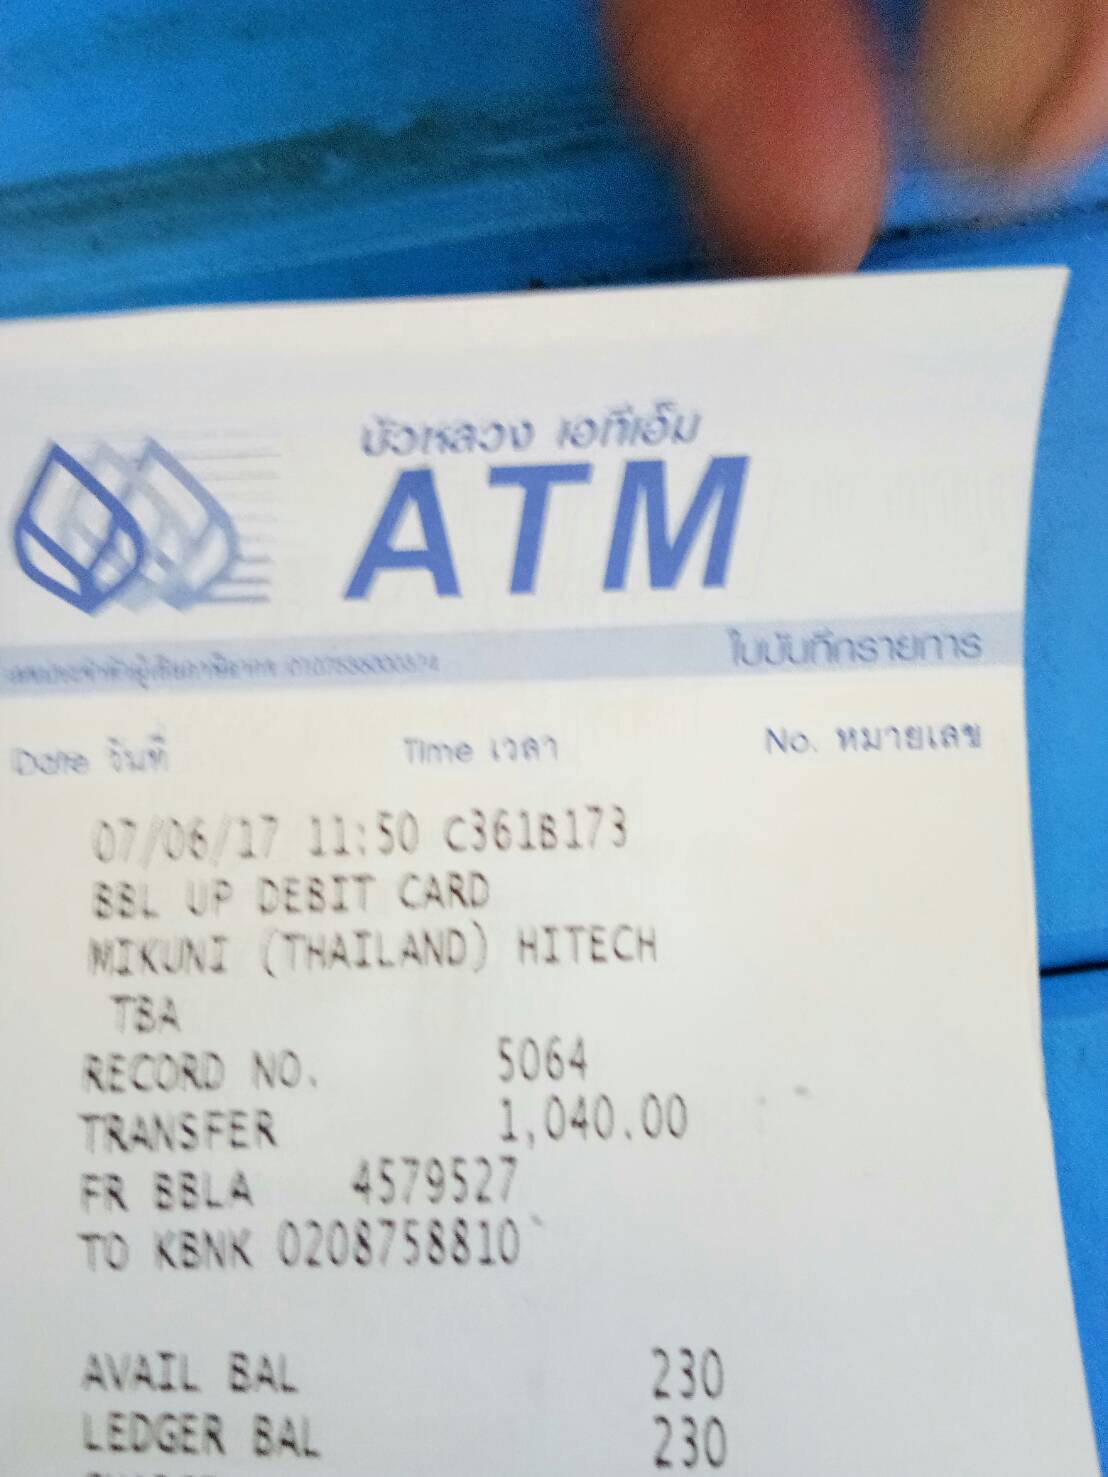 บัวหลวง เอทีเอ็ม
ATM
ใบบันทึกรายการ
Date วันที่ Time เวลา No. หมายเลข
07/06/17 11:50 C361B173
BBL UP DEBIT CARD
MIKUNI (THAILAND) HITECH
TBA
RECORD NO. 5064
TRANSFER 1,040.00
FR BBLA 4579527
TO KBNK 0208758810
AVAIL BAL 230
LEDGER BAL 230